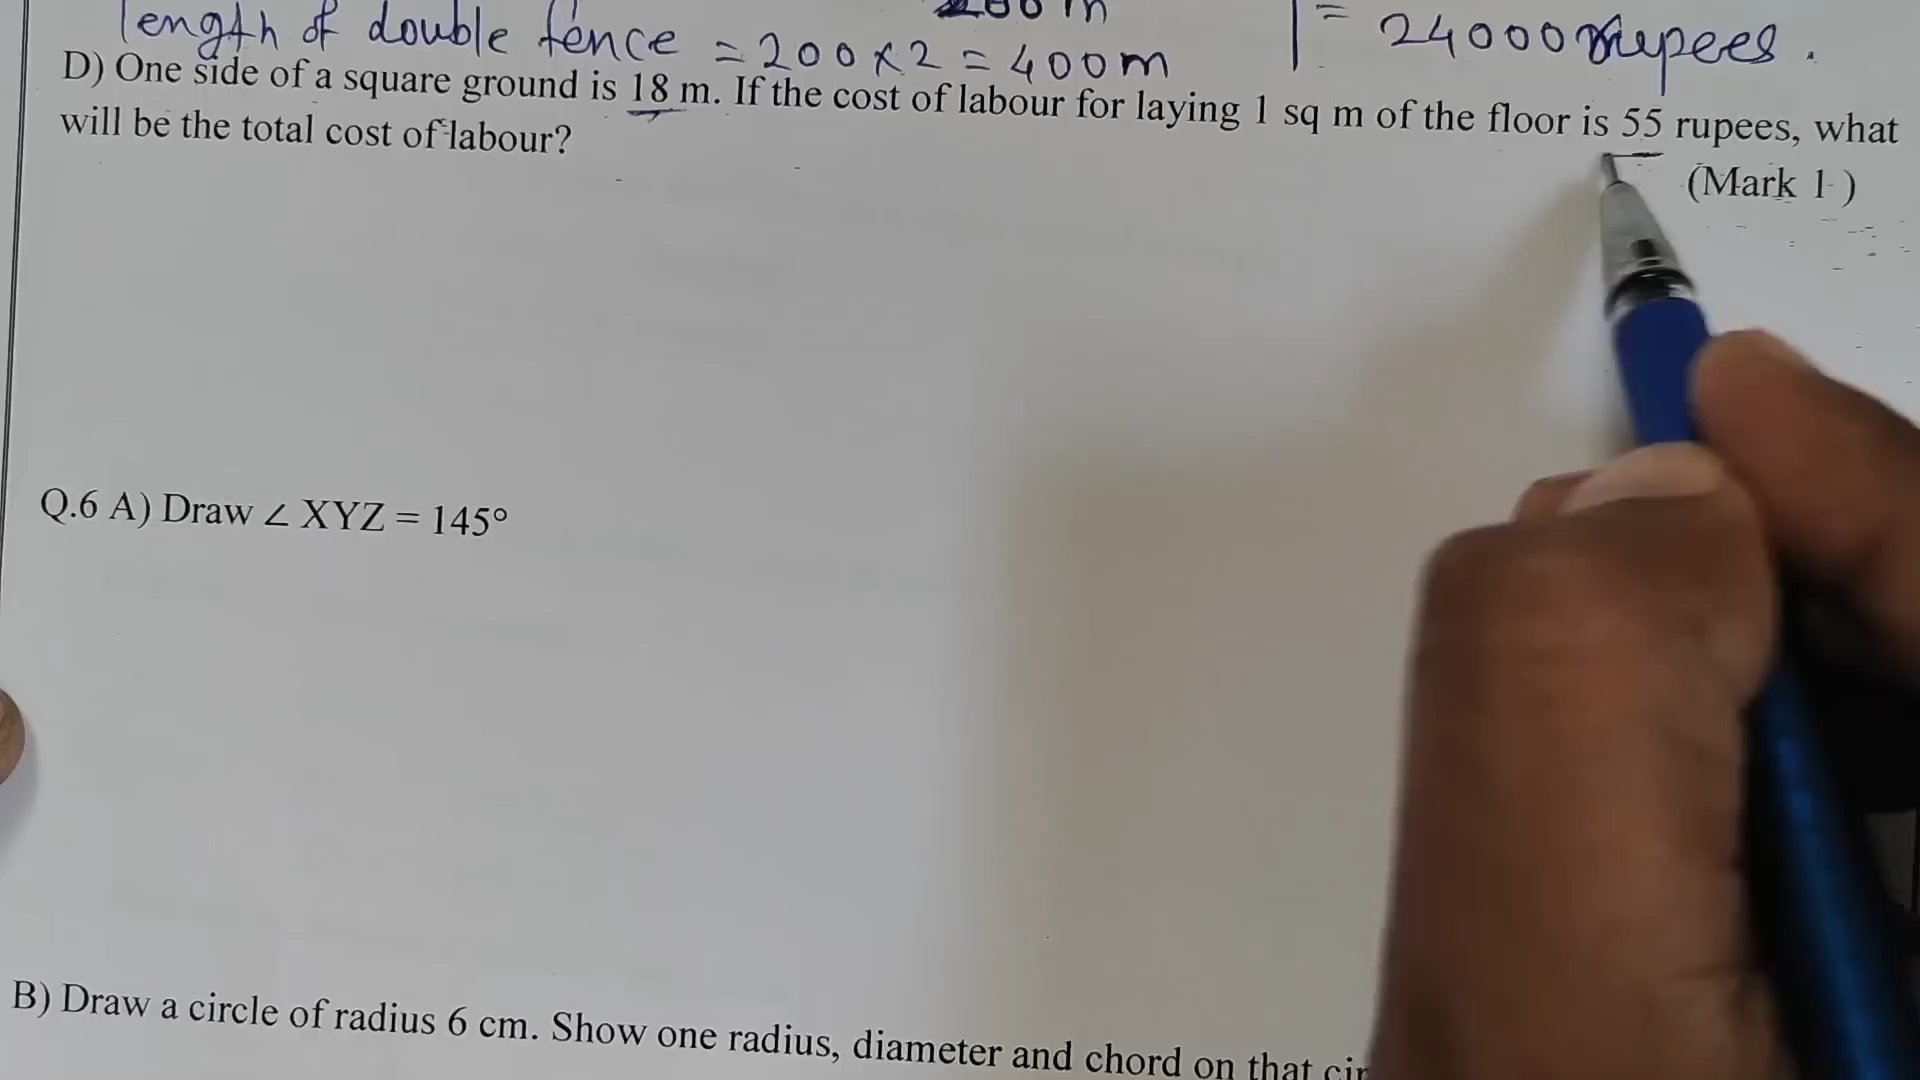 length of double fence = 200 × 2 = 400m
= 24000 rupees.
D) One side of a square ground is 18 m. If the cost of labour for laying 1 sq m of the floor is 55 rupees, what
will be the total cost of labour?
(Mark 1 )
Q.6 A) Draw ∠ XYZ = 145°
B) Draw a circle of radius 6 cm. Show one radius, diameter and chord on that